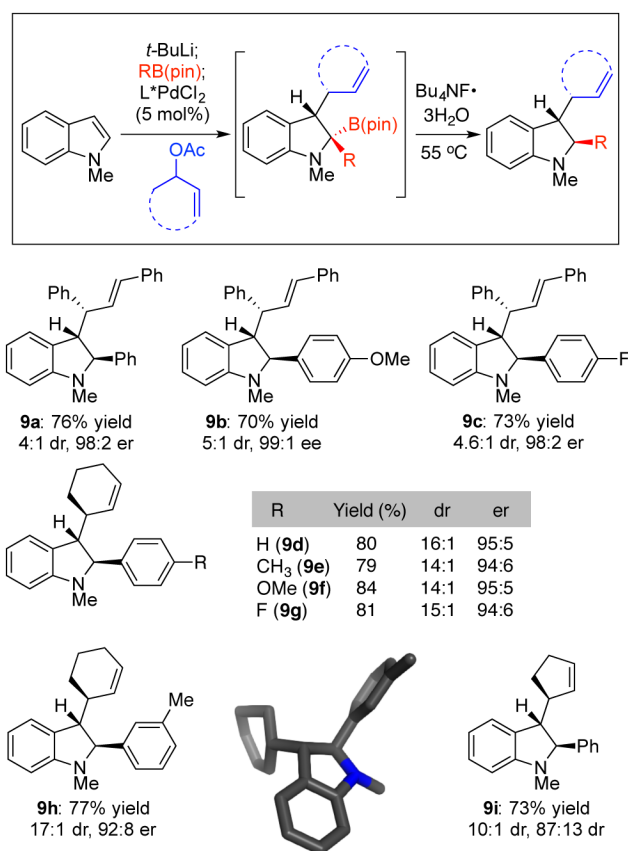 t-BuLi;
RB(pin);
L*PdCl2
(5 mol%)
OAc
N
Me
H
B(pin)
R
N
Me
Bu4NF•
3H2O
55 °C
H
R
N
Me
Ph
Ph
H
Ph
N
Me
9a: 76% yield
4:1 dr, 98:2 er
Ph
Ph
H
OMe
N
Me
9b: 70% yield
5:1 dr, 99:1 ee
Ph
Ph
H
F
N
Me
9c: 73% yield
4.6:1 dr, 98:2 er
H
R
N
Me
R Yield (%) dr er
H (9d) 80 16:1 95:5
CH3 (9e) 79 14:1 94:6
OMe (9f) 84 14:1 95:5
F (9g) 81 15:1 94:6
H
Me
N
Me
9h: 77% yield
17:1 dr, 92:8 er
H
Ph
N
Me
9i: 73% yield
10:1 dr, 87:13 dr